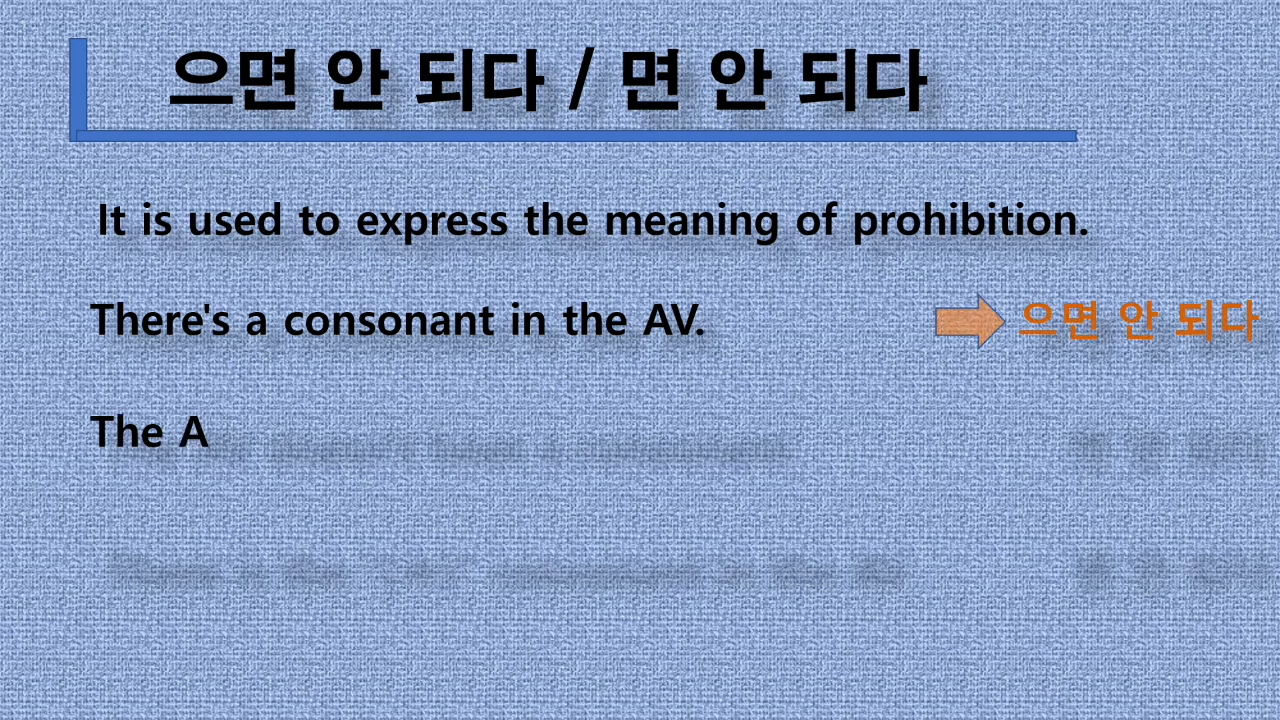 으면 안 되다 / 면 안 되다
It is used to express the meaning of prohibition.
There's a consonant in the AV. 으면 안 되다
The A